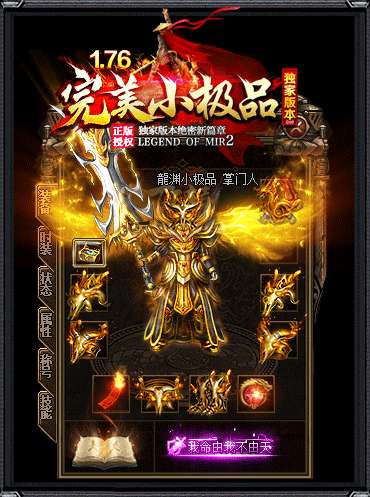 1.76
完美小极品
独家版本
正版授权
独家版本绝密新篇章
LEGEND OF MIR2
龍渊小极品 掌门人
装备
时装
状态
属性
称号
技能
我命由我不由天